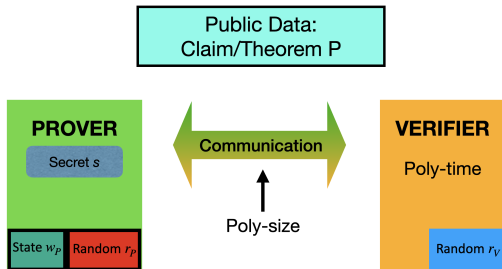 Public Data:
Claim/Theorem P
PROVER
Secret s
State w_P
Random r_P
Communication
Poly-size
VERIFIER
Poly-time
Random r_V